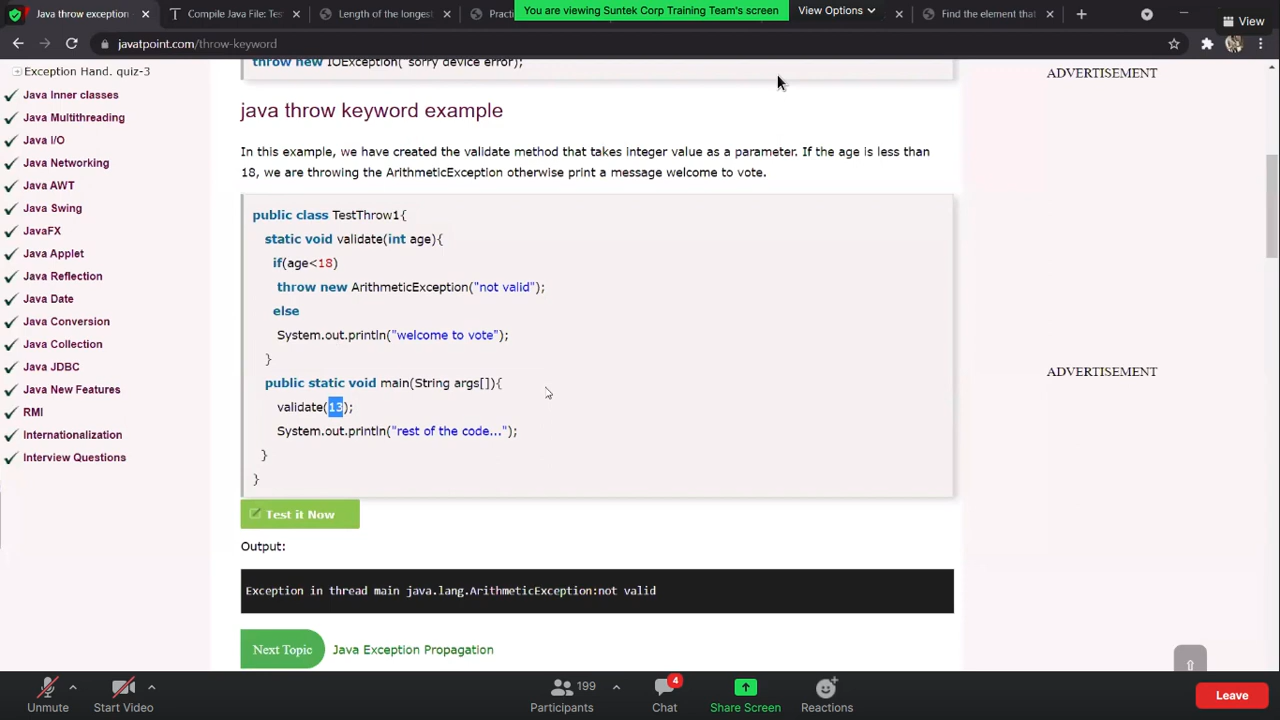 Java throw exception
Compile Java File: Test
Length of the longest
Practi
You are viewing Suntek Corp Training Team's screen
View Options
Find the element that
View
javatpoint.com/throw-keyword
Exception Hand. quiz-3
Java Inner classes
Java Multithreading
Java I/O
Java Networking
Java AWT
Java Swing
JavaFX
Java Applet
Java Reflection
Java Date
Java Conversion
Java Collection
Java JDBC
Java New Features
RMI
Internationalization
Interview Questions
throw new IOException("sorry device error);
java throw keyword example
In this example, we have created the validate method that takes integer value as a parameter. If the age is less than
18, we are throwing the ArithmeticException otherwise print a message welcome to vote.
public class TestThrow1{
static void validate(int age){
if(age<18)
throw new ArithmeticException("not valid");
else
System.out.println("welcome to vote");
}
public static void main(String args[]){
validate(13);
System.out.println("rest of the code...");
}
}
Test it Now
Output:
Exception in thread main java.lang.ArithmeticException:not valid
Next Topic
Java Exception Propagation
ADVERTISEMENT
ADVERTISEMENT
Unmute
Start Video
199
Participants
4
Chat
Share Screen
Reactions
Leave